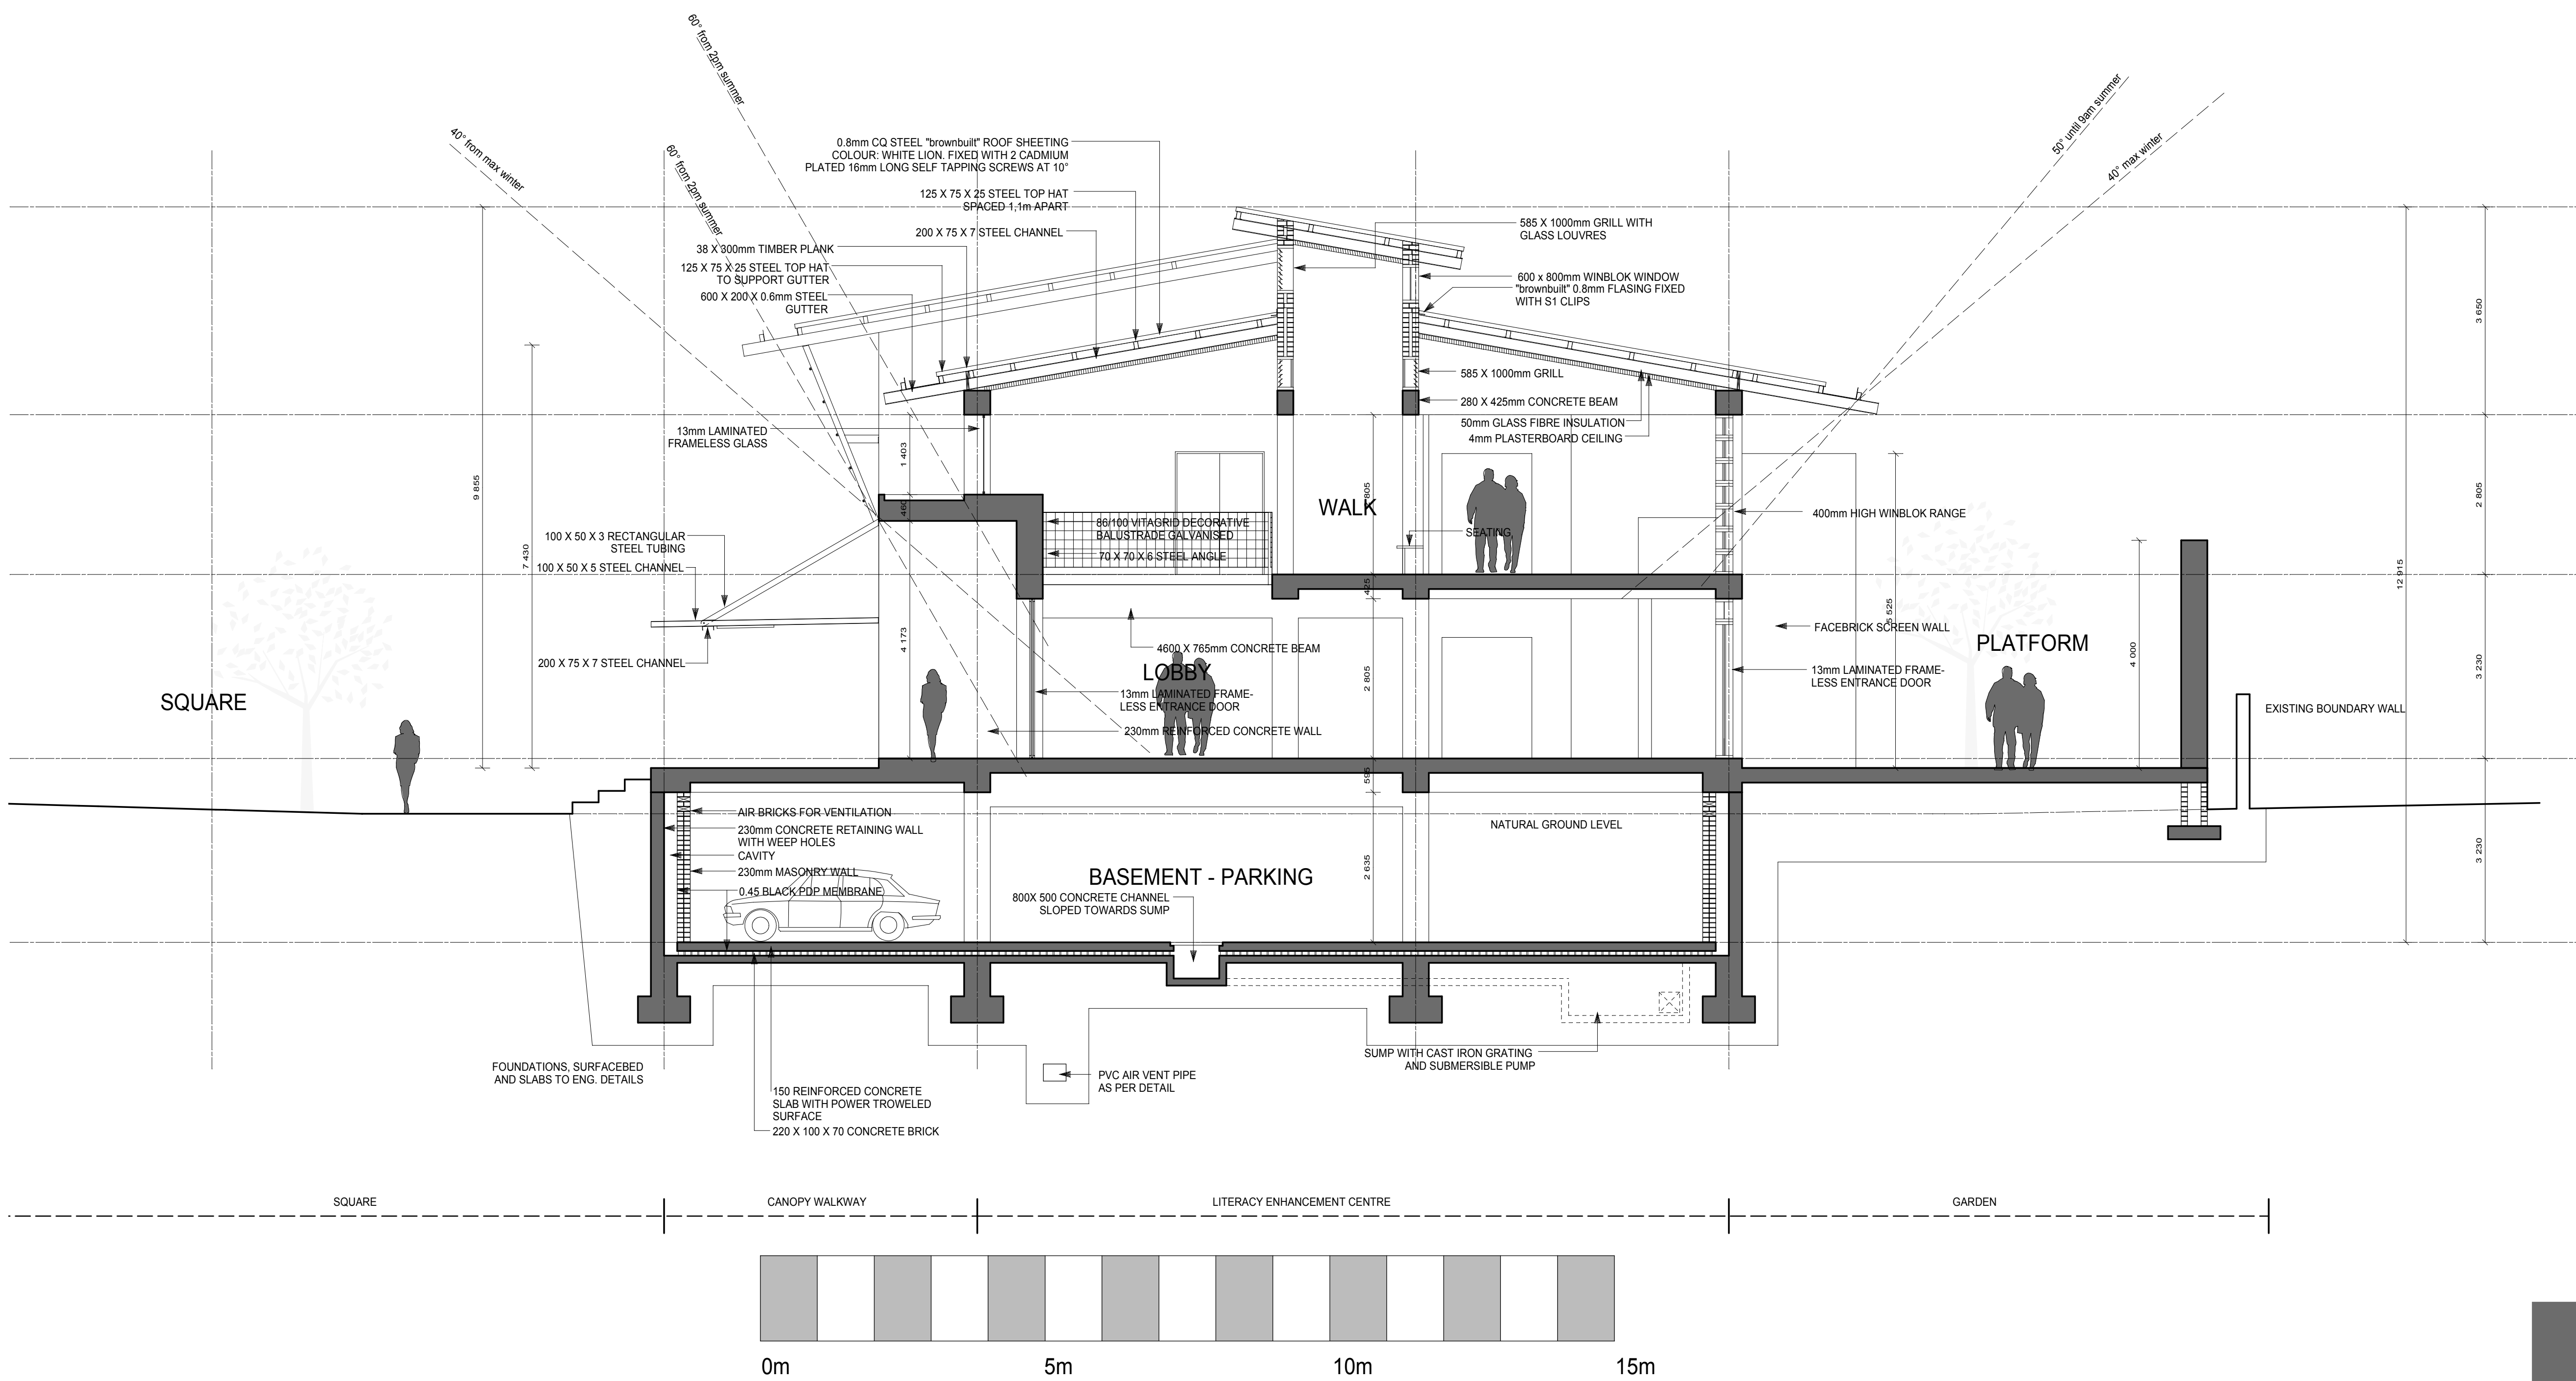 60° from 2pm summer
40° from max winter
60° from 2pm summer
50° until 9am summer
40° max winter
0.8mm CQ STEEL "brownbuilt" ROOF SHEETING
COLOUR: WHITE LION. FIXED WITH 2 CADMIUM
PLATED 16mm LONG SELF TAPPING SCREWS AT 10°
125 X 75 X 25 STEEL TOP HAT
SPACED 1,1m APART
200 X 75 X 7 STEEL CHANNEL
38 X 300mm TIMBER PLANK
125 X 75 X 25 STEEL TOP HAT
TO SUPPORT GUTTER
600 X 200 X 0.6mm STEEL
GUTTER
585 X 1000mm GRILL WITH
GLASS LOUVRES
600 x 800mm WINBLOK WINDOW
"brownbuilt" 0.8mm FLASING FIXED
WITH S1 CLIPS
585 X 1000mm GRILL
280 X 425mm CONCRETE BEAM
50mm GLASS FIBRE INSULATION
4mm PLASTERBOARD CEILING
13mm LAMINATED
FRAMELESS GLASS
9 855
7 430
1 403
460
4 173
2 805
425
2 805
595
2 635
5 525
4 000
12 915
3 650
2 805
3 230
3 230
WALK
86/100 VITAGRID DECORATIVE
BALUSTRADE GALVANISED
70 X 70 X 6 STEEL ANGLE
SEATING
400mm HIGH WINBLOK RANGE
100 X 50 X 3 RECTANGULAR
STEEL TUBING
100 X 50 X 5 STEEL CHANNEL
200 X 75 X 7 STEEL CHANNEL
4600 X 765mm CONCRETE BEAM
LOBBY
13mm LAMINATED FRAME-
LESS ENTRANCE DOOR
230mm REINFORCED CONCRETE WALL
FACEBRICK SCREEN WALL
PLATFORM
13mm LAMINATED FRAME-
LESS ENTRANCE DOOR
SQUARE
EXISTING BOUNDARY WALL
AIR BRICKS FOR VENTILATION
230mm CONCRETE RETAINING WALL
WITH WEEP HOLES
CAVITY
230mm MASONRY WALL
0.45 BLACK PDP MEMBRANE
NATURAL GROUND LEVEL
BASEMENT - PARKING
800X 500 CONCRETE CHANNEL
SLOPED TOWARDS SUMP
FOUNDATIONS, SURFACEBED
AND SLABS TO ENG. DETAILS
PVC AIR VENT PIPE
AS PER DETAIL
SUMP WITH CAST IRON GRATING
AND SUBMERSIBLE PUMP
150 REINFORCED CONCRETE
SLAB WITH POWER TROWELED
SURFACE
220 X 100 X 70 CONCRETE BRICK
SQUARE
CANOPY WALKWAY
LITERACY ENHANCEMENT CENTRE
GARDEN
0m
5m
10m
15m